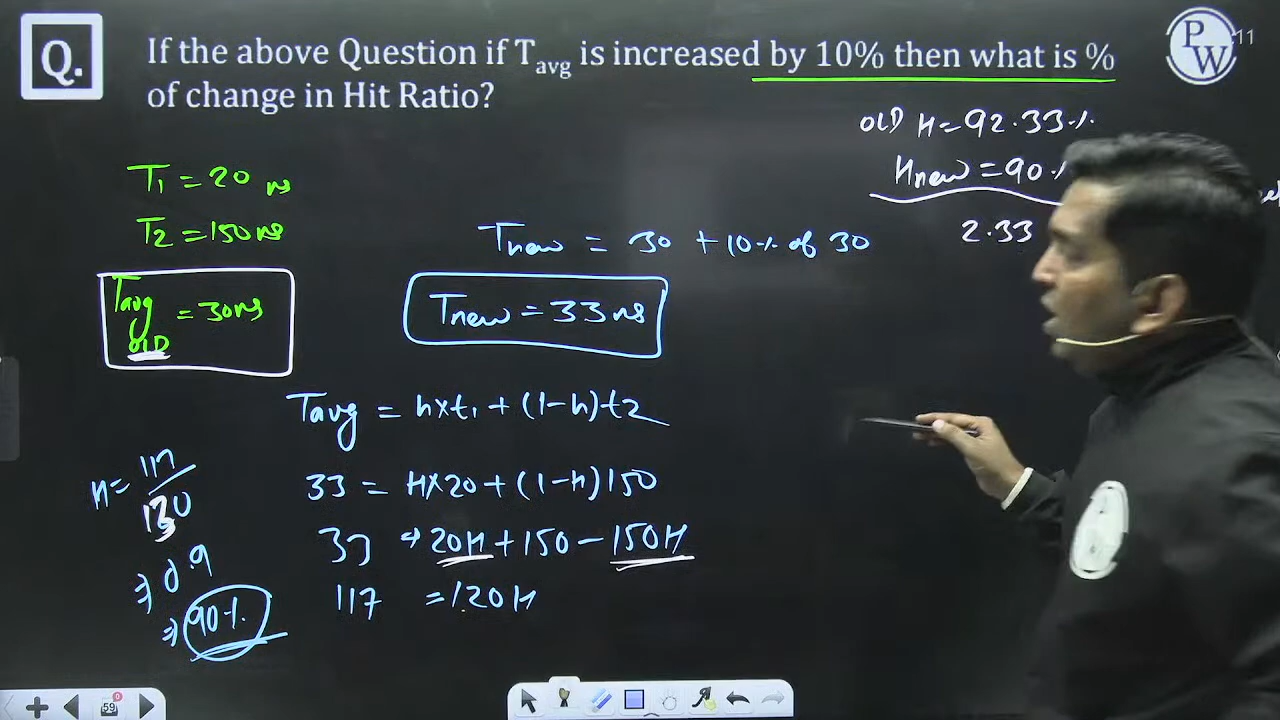 Q.
If the above Question if Tavg is increased by 10% then what is %
of change in Hit Ratio?
PW
11
OLD H = 92.33%
Hnew = 90%
2.33
T1 = 20 ns
T2 = 150 ns
Tavg OLD = 30ns
Tnew = 30 + 10% of 30
Tnew = 33 ns
Tavg = h×t1 + (1-h)t2
33 = H×20 + (1-H)150
33 → 20H + 150 - 150H
117 = 120H
H = 117/130
⇒ 0.9
⇒ 90%
59